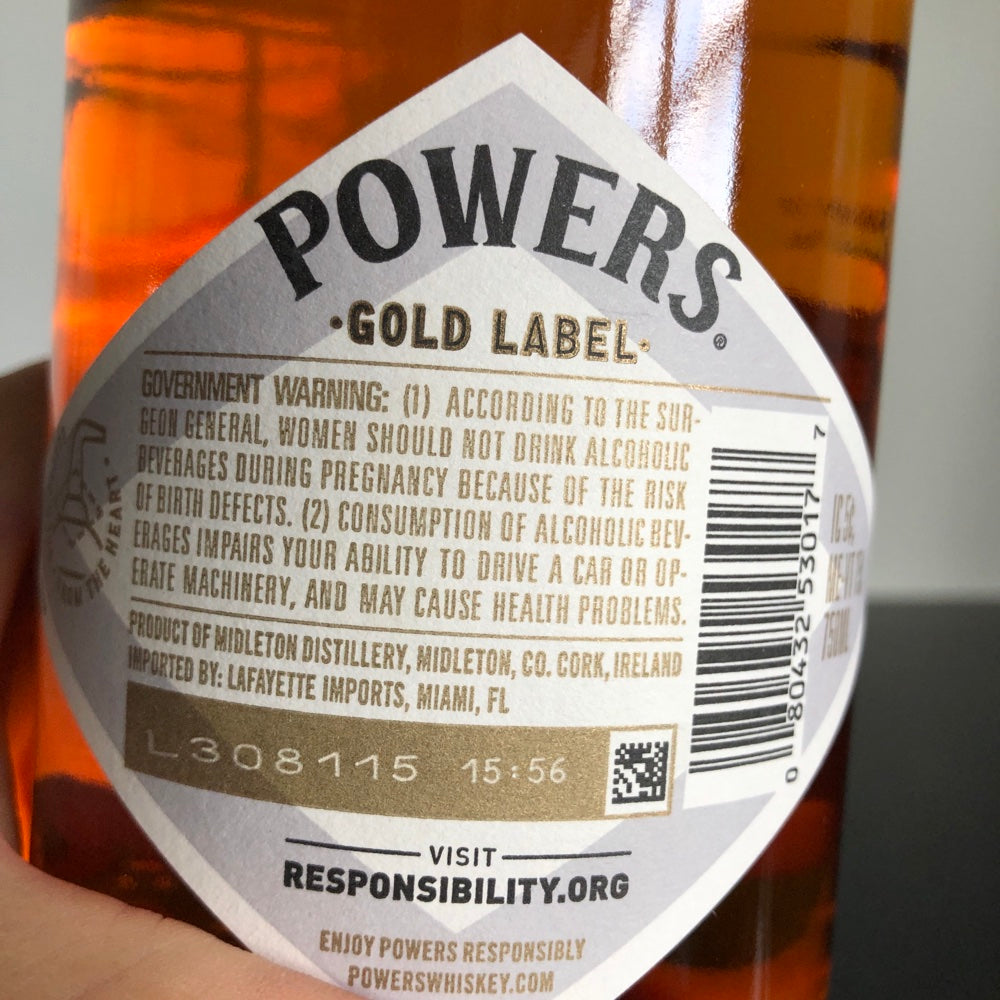 POWERS®
·GOLD LABEL·
GOVERNMENT WARNING: (1) ACCORDING TO THE SUR-
GEON GENERAL, WOMEN SHOULD NOT DRINK ALCOHOLIC
BEVERAGES DURING PREGNANCY BECAUSE OF THE RISK
OF BIRTH DEFECTS. (2) CONSUMPTION OF ALCOHOLIC BEV-
ERAGES IMPAIRS YOUR ABILITY TO DRIVE A CAR OR OP-
ERATE MACHINERY, AND MAY CAUSE HEALTH PROBLEMS.
PRODUCT OF MIDLETON DISTILLERY, MIDLETON, CO. CORK, IRELAND
IMPORTED BY: LAFAYETTE IMPORTS, MIAMI, FL
L308115 15:56
VISIT
RESPONSIBILITY.ORG
ENJOY POWERS RESPONSIBLY
POWERSWHISKEY.COM
THE HEART·
0 80432 53017 7
IC 5¢,
750ML